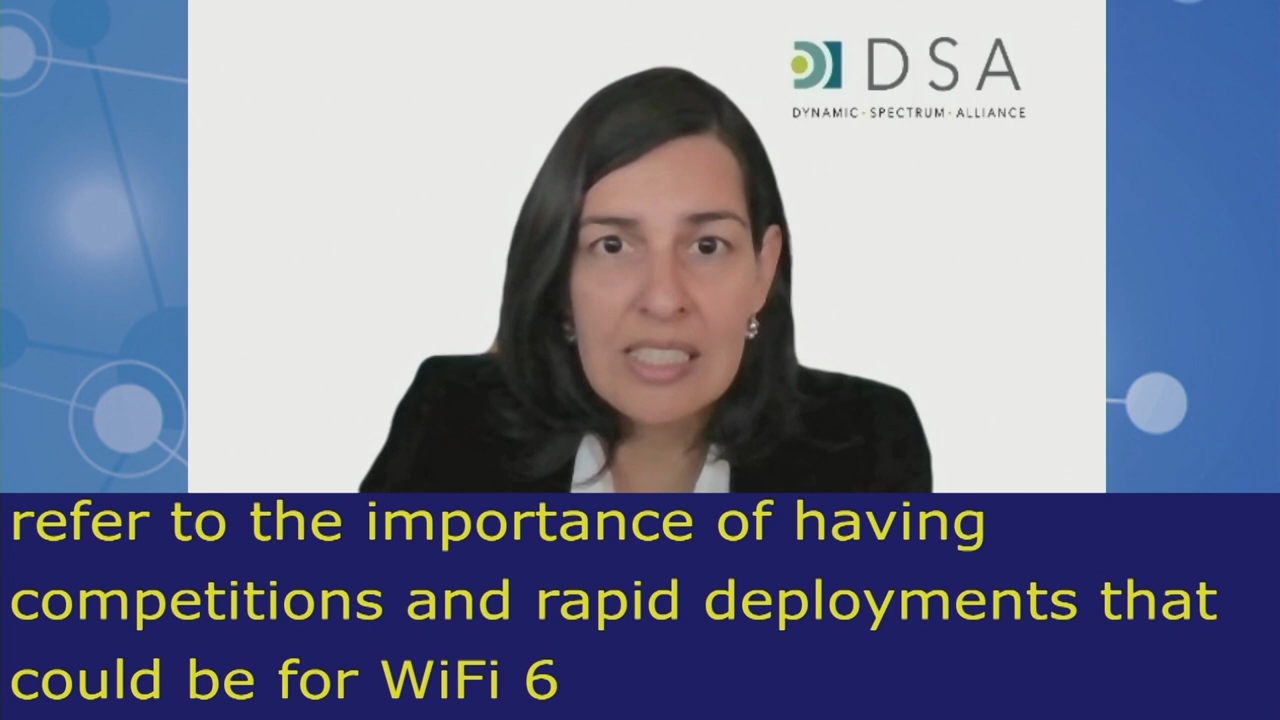 DSA
DYNAMIC · SPECTRUM · ALLIANCE
refer to the importance of having
competitions and rapid deployments that
could be for WiFi 6